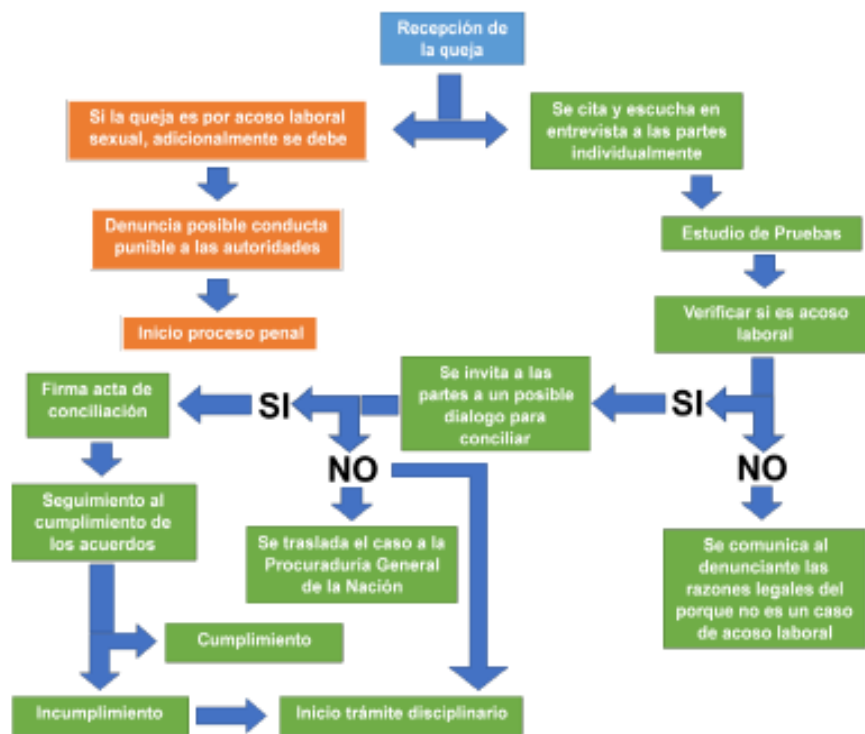 Recepción de
la queja
Si la queja es por acoso laboral
sexual, adicionalmente se debe
Se cita y escucha en
entrevista a las partes
individualmente
Denuncia posible conducta
punible a las autoridades
Estudio de Pruebas
Inicio proceso penal
Verificar si es acoso
laboral
Firma acta de
conciliación
SI
Se invita a las
partes a un posible
dialogo para
conciliar
SI
NO
NO
Seguimiento al
cumplimiento de
los acuerdos
Se traslada el caso a la
Procuraduría General
de la Nación
Se comunica al
denunciante las
razones legales del
porque no es un caso
de acoso laboral
Cumplimiento
Incumplimiento
Inicio trámite disciplinario